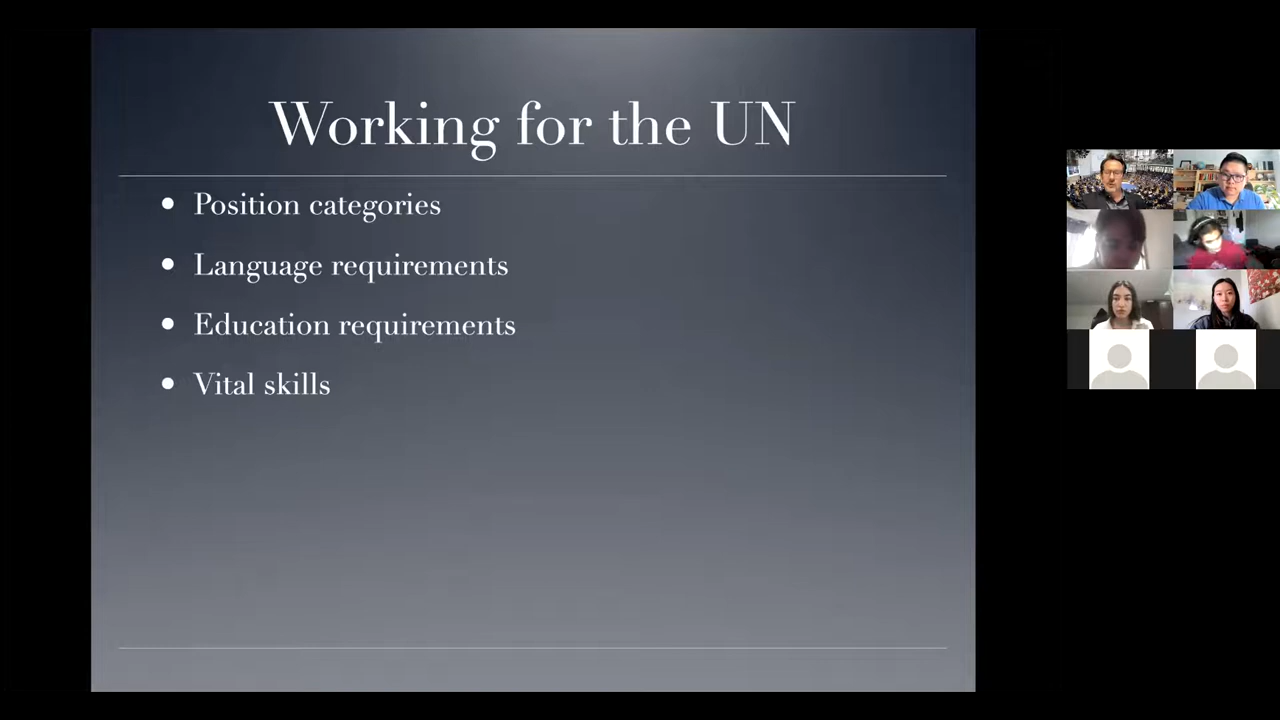 Working for the UN
Position categories
Language requirements
Education requirements
Vital skills